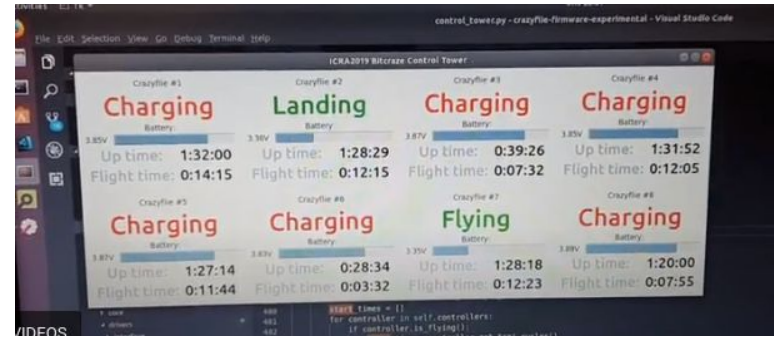 control_tower.py - crazyflie-firmware-experimental - Visual Studio Code
File Edit Selection View Go Debug Terminal Help
ICRA2019 Bitcraze Control Tower
Crazyflie #1
Charging
Battery:
3.85V
Up time: 1:32:00
Flight time: 0:14:15
Crazyflie #2
Landing
Battery:
Up time: 1:28:29
Flight time: 0:12:15
Crazyflie #3
Charging
Battery:
3.87V
Up time: 0:39:26
Flight time: 0:07:32
Crazyflie #4
Charging
Battery:
3.85V
Up time: 1:31:52
Flight time: 0:12:05
Crazyflie #5
Charging
Battery:
3.87V
Up time: 1:27:14
Flight time: 0:11:44
Crazyflie #6
Charging
Battery:
Up time: 0:28:34
Flight time: 0:03:32
Crazyflie #7
Flying
Battery:
3.35V
Up time: 1:28:18
Flight time: 0:12:23
Crazyflie #8
Charging
Battery:
Up time: 1:20:00
Flight time: 0:07:55
core
drivers
480
481
482
start_times = []
for controller in self.controllers:
if controller.is_flying():
VIDEOS